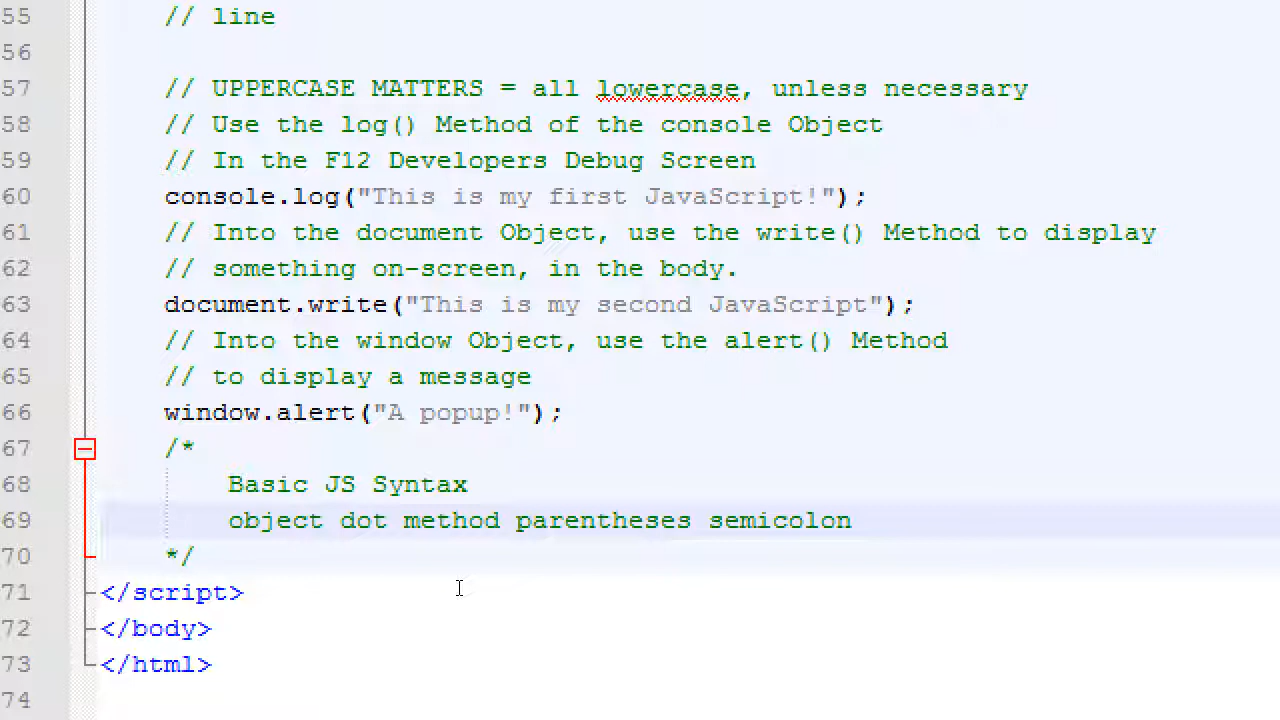 55 // line
56
57 // UPPERCASE MATTERS = all lowercase, unless necessary
58 // Use the log() Method of the console Object
59 // In the F12 Developers Debug Screen
60 console.log("This is my first JavaScript!");
61 // Into the document Object, use the write() Method to display
62 // something on-screen, in the body.
63 document.write("This is my second JavaScript");
64 // Into the window Object, use the alert() Method
65 // to display a message
66 window.alert("A popup!");
67 /*
68 Basic JS Syntax
69 object dot method parentheses semicolon
70 */
71 </script>
72 </body>
73 </html>
74